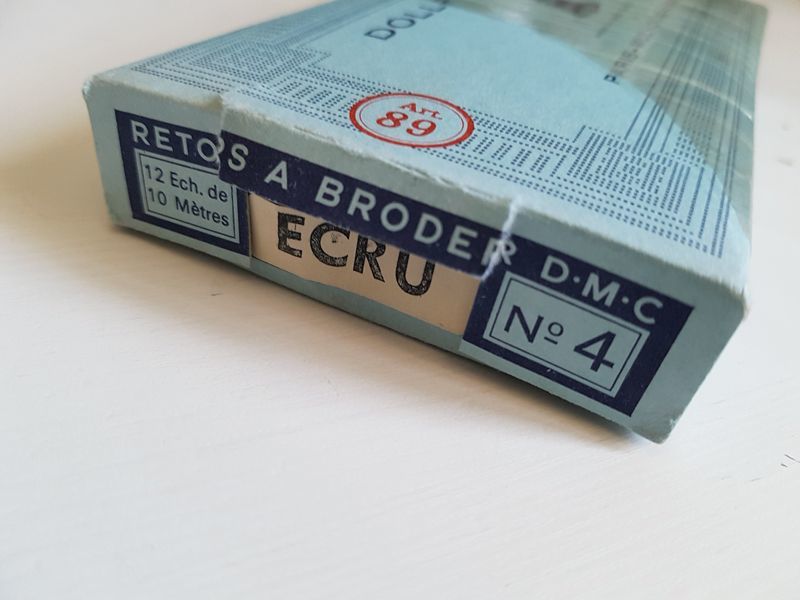 Art.
89
RETORS A BRODER D·M·C
12 Ech. de
10 Mètres
ECRU
Nº 4